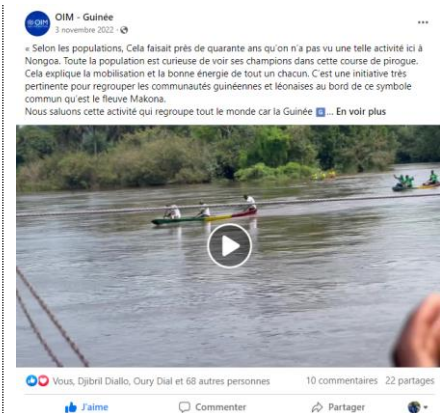 OIM
OIM - Guinée
3 novembre 2022 ·
« Selon les populations, Cela faisait près de quarante ans qu'on n'a pas vu une telle activité ici à
Nongoa. Toute la population est curieuse de voir ses champions dans cette course de pirogue.
Cela explique la mobilisation et la bonne énergie de tout un chacun. C'est une initiative très
pertinente pour regrouper les communautés guinéennes et léonaises au bord de ce symbole
commun qu'est le fleuve Makona.
Nous saluons cette activité qui regroupe tout le monde car la Guinée ... En voir plus
Vous, Djibril Diallo, Oury Dial et 68 autres personnes 10 commentaires 22 partages
J'aime Commenter Partager